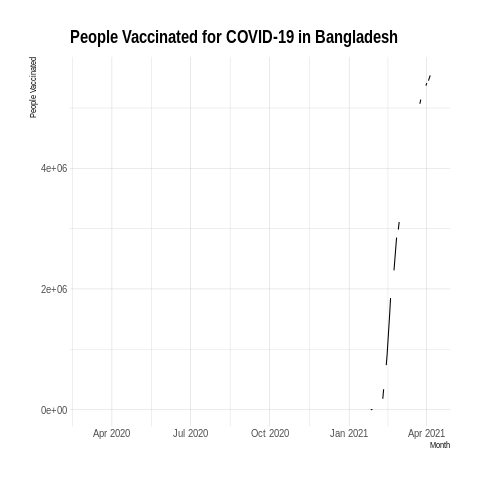 People Vaccinated for COVID-19 in Bangladesh
People Vaccinated
4e+06
2e+06
0e+00
Apr 2020 Jul 2020 Oct 2020 Jan 2021 Apr 2021
Month